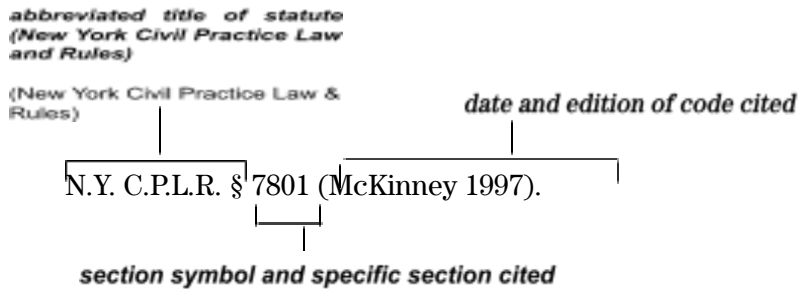 abbreviated title of statute
(New York Civil Practice Law
and Rules)
(New York Civil Practice Law &
Rules)
date and edition of code cited
N.Y. C.P.L.R. § 7801 (McKinney 1997).
section symbol and specific section cited